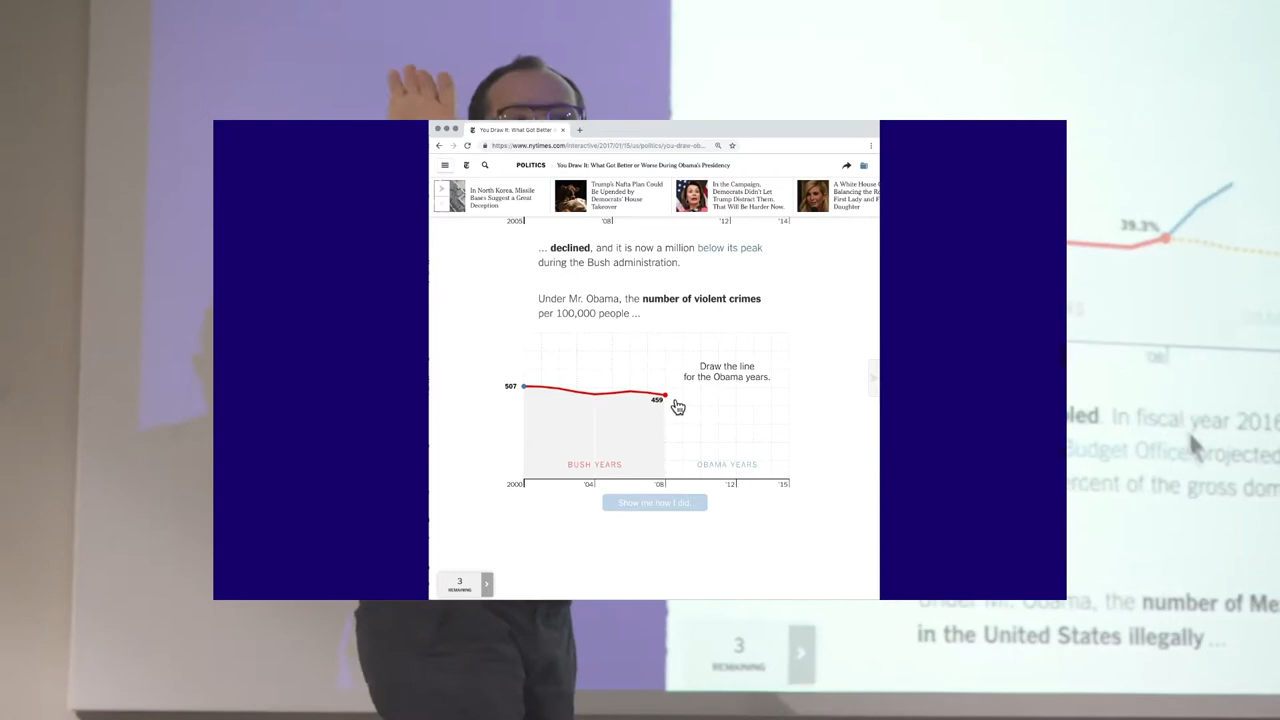 You Draw It: What Got Better
https://www.nytimes.com/interactive/2017/01/15/us/politics/you-draw-ob...
POLITICS
You Draw It: What Got Better or Worse During Obama's Presidency
In North Korea, Missile
Bases Suggest a Great
Deception
Trump's Nafta Plan Could
Be Upended by
Democrats' House
Takeover
In the Campaign,
Democrats Didn't Let
Trump Distract Them.
That Will Be Harder Now.
A White House
Balancing the
First Lady and F
Daughter
2005
'08
'12
'14
... declined, and it is now a million below its peak
during the Bush administration.
Under Mr. Obama, the number of violent crimes
per 100,000 people ...
Draw the line
for the Obama years.
507
459
BUSH YEARS
OBAMA YEARS
2000
'04
'08
'12
'15
Show me how I did.
3
REMAINING
39.3%
'08
In fiscal year 2016
Budget Office projected
percent of the gross dom
Under Mr. Obama, the number of Me
in the United States illegally ...
3
REMAINING